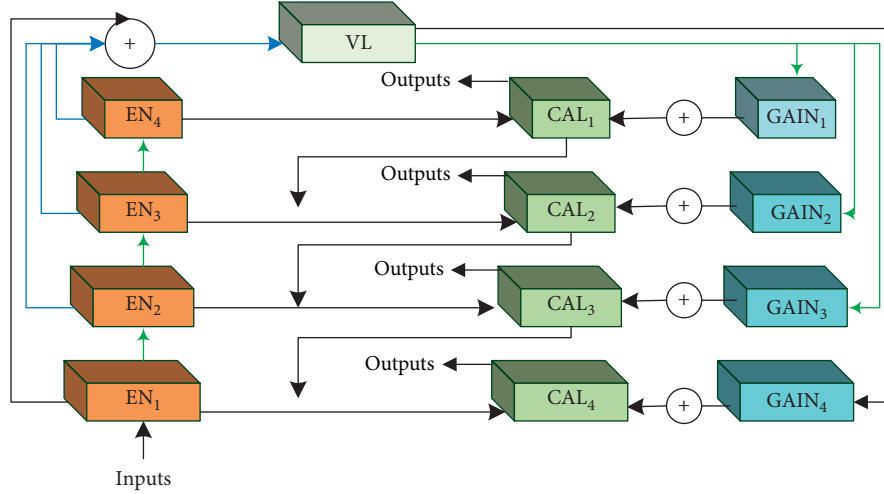 + VL
Outputs
EN₄ CAL₁ + GAIN₁
Outputs
EN₃ CAL₂ + GAIN₂
Outputs
EN₂ CAL₃ + GAIN₃
Outputs
EN₁ CAL₄ + GAIN₄
Inputs